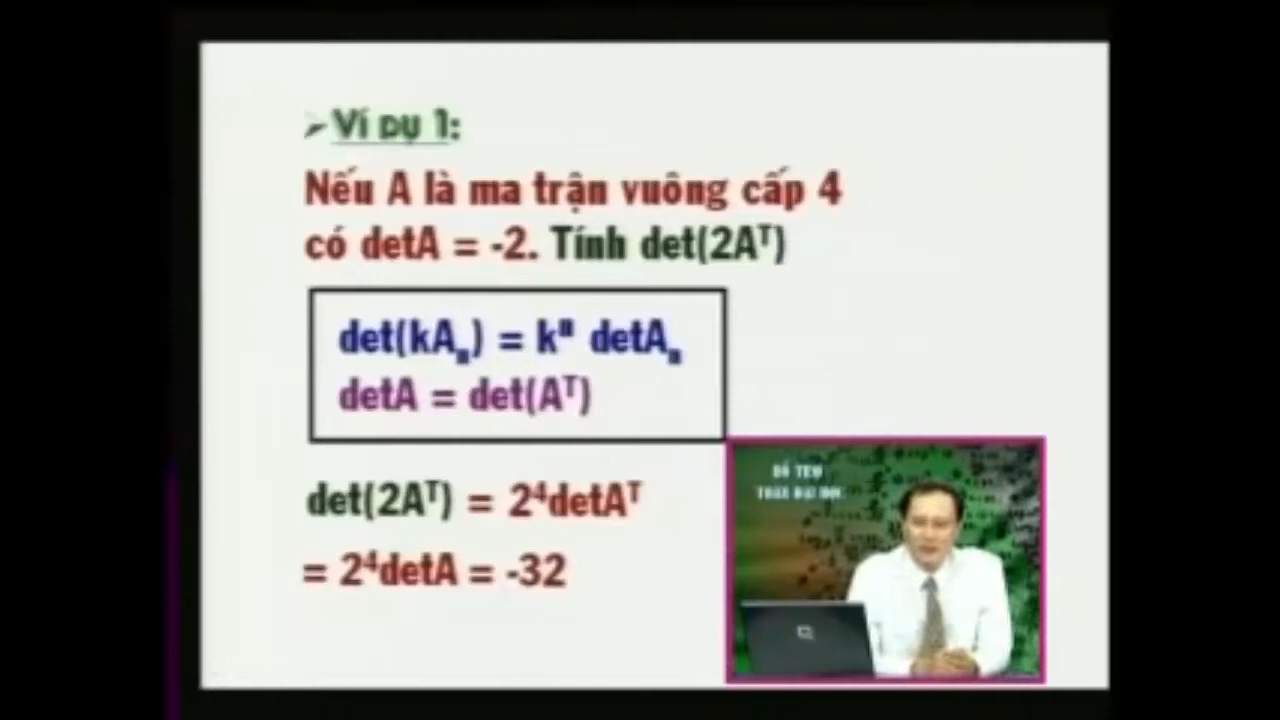 ➢Ví dụ 1:
Nếu A là ma trận vuông cấp 4
có detA = -2. Tính det(2Aᵀ)
det(kAₙ) = kⁿ detAₙ
detA = det(Aᵀ)
det(2Aᵀ) = 2⁴detAᵀ
= 2⁴detA = -32